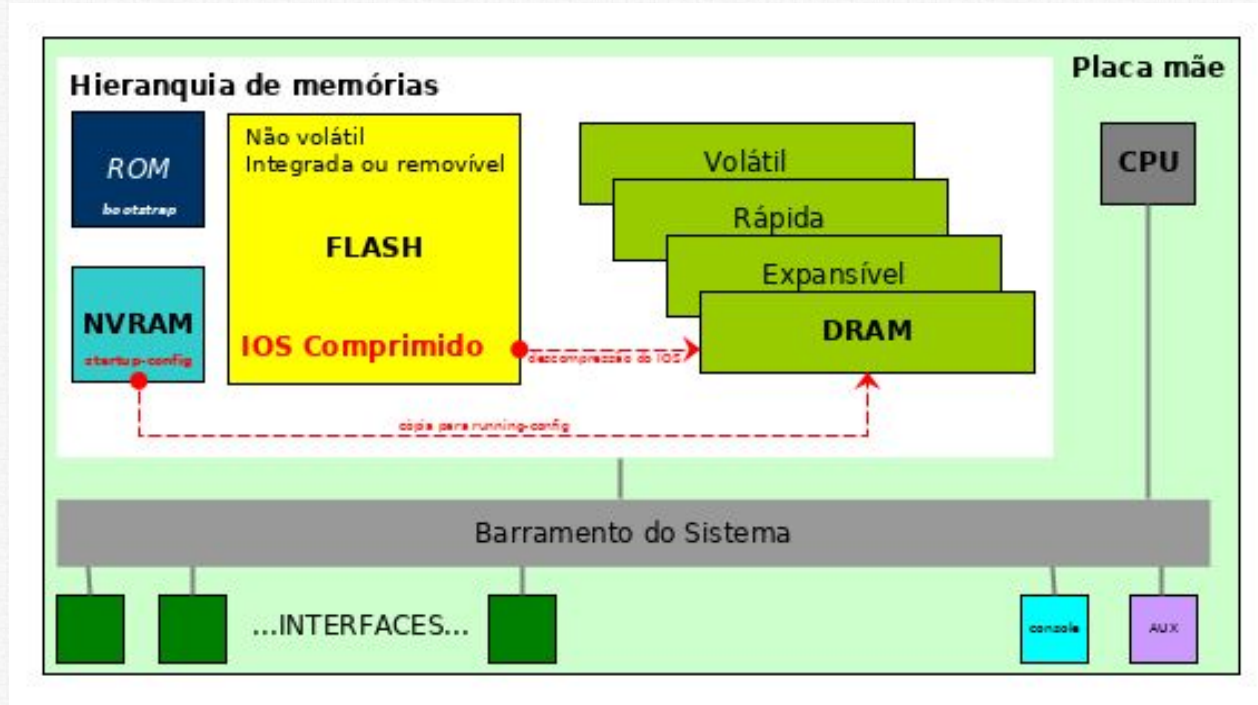 Placa mãe
Hieranquia de memórias
ROM
bootstrap
Não volátil
Integrada ou removível
FLASH
IOS Comprimido
NVRAM
startup-config
Volátil
Rápida
Expansível
DRAM
descompressão do IOS
cópia para running-config
CPU
Barramento do Sistema
...INTERFACES...
console
AUX